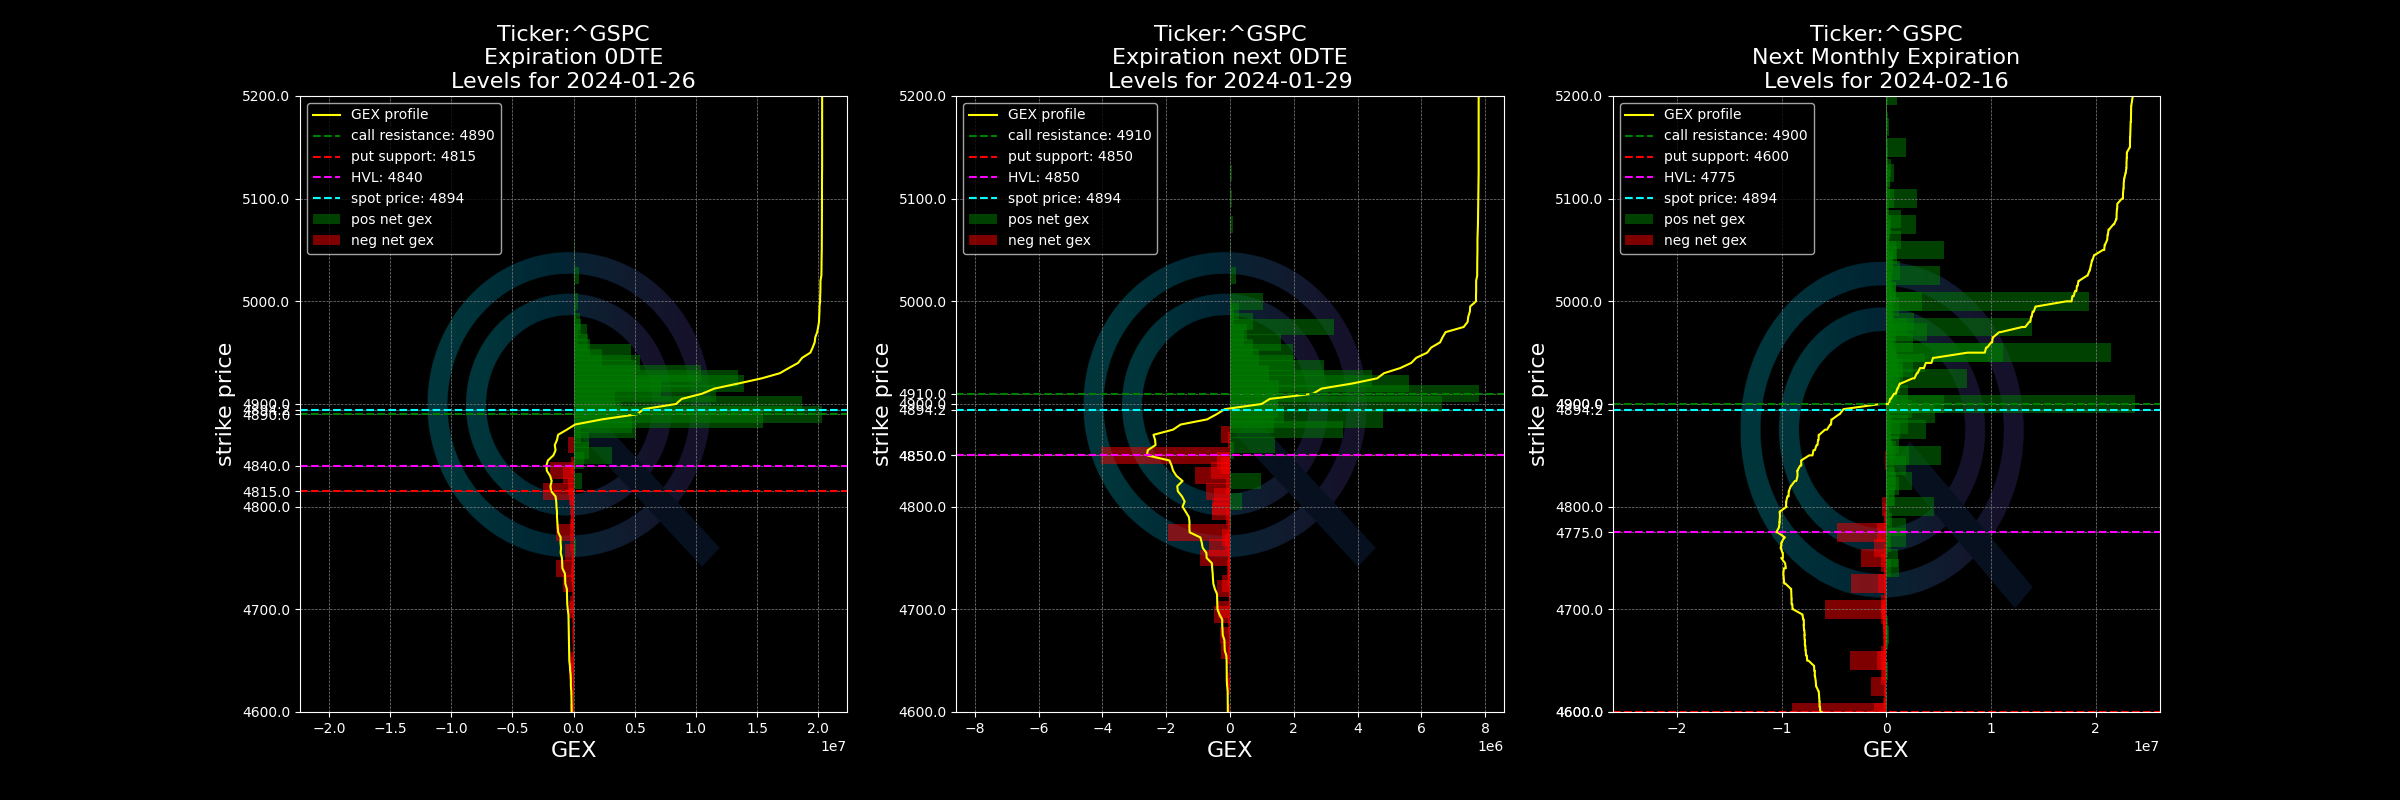 Ticker:^GSPC
Expiration 0DTE
Levels for 2024-01-26
GEX profile
call resistance: 4890
put support: 4815
HVL: 4840
spot price: 4894
pos net gex
neg net gex
5200.0
5100.0
5000.0
4900.0
4840.0
4815.0
4800.0
4700.0
4600.0
strike price
−2.0 −1.5 −1.0 −0.5 0.0 0.5 1.0 1.5 2.0
1e7
GEX
Ticker:^GSPC
Expiration next 0DTE
Levels for 2024-01-29
GEX profile
call resistance: 4910
put support: 4850
HVL: 4850
spot price: 4894
pos net gex
neg net gex
5200.0
5100.0
5000.0
4910.0
4900.0
4894.2
4850.0
4800.0
4700.0
4600.0
strike price
−8 −6 −4 −2 0 2 4 6 8
1e6
GEX
Ticker:^GSPC
Next Monthly Expiration
Levels for 2024-02-16
GEX profile
call resistance: 4900
put support: 4600
HVL: 4775
spot price: 4894
pos net gex
neg net gex
5200.0
5100.0
5000.0
4900.0
4894.2
4800.0
4775.0
4700.0
4600.0
strike price
−2 −1 0 1 2
1e7
GEX